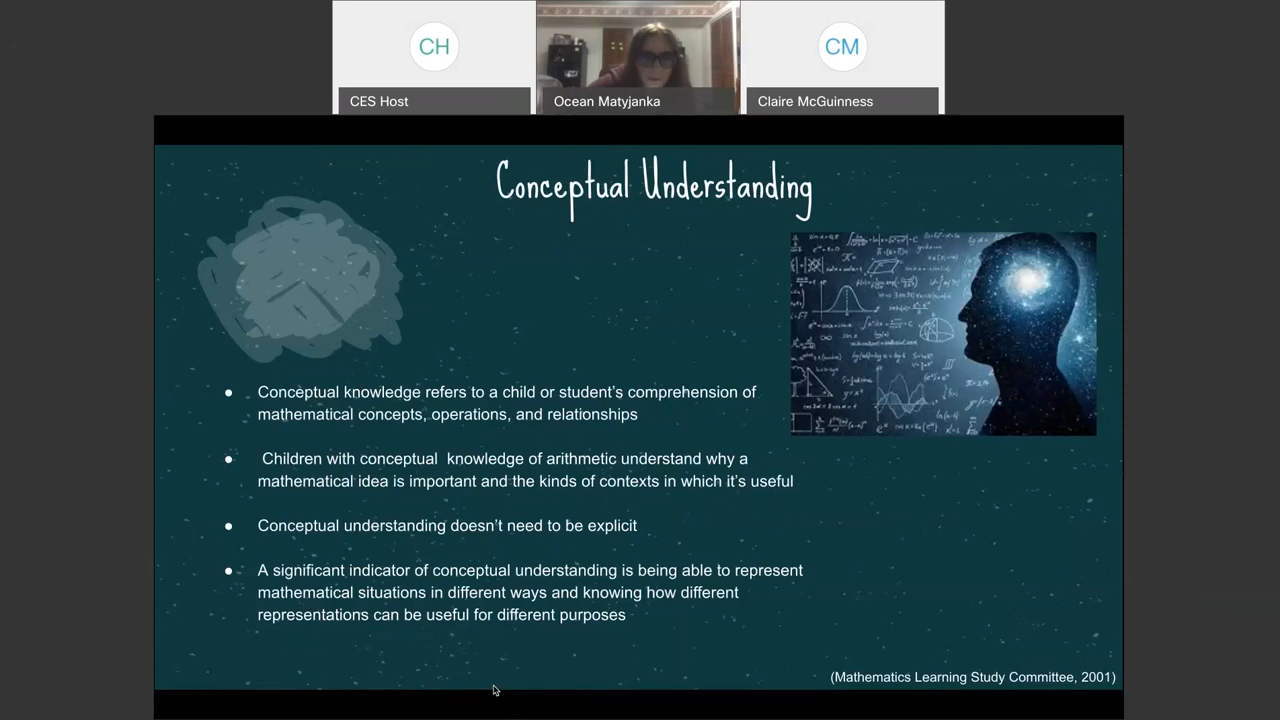 CH
CM
CES Host
Ocean Matyjanka
Claire McGuinness
Conceptual Understanding
● Conceptual knowledge refers to a child or student’s comprehension of
mathematical concepts, operations, and relationships
● Children with conceptual knowledge of arithmetic understand why a
mathematical idea is important and the kinds of contexts in which it’s useful
● Conceptual understanding doesn’t need to be explicit
● A significant indicator of conceptual understanding is being able to represent
mathematical situations in different ways and knowing how different
representations can be useful for different purposes
(Mathematics Learning Study Committee, 2001)